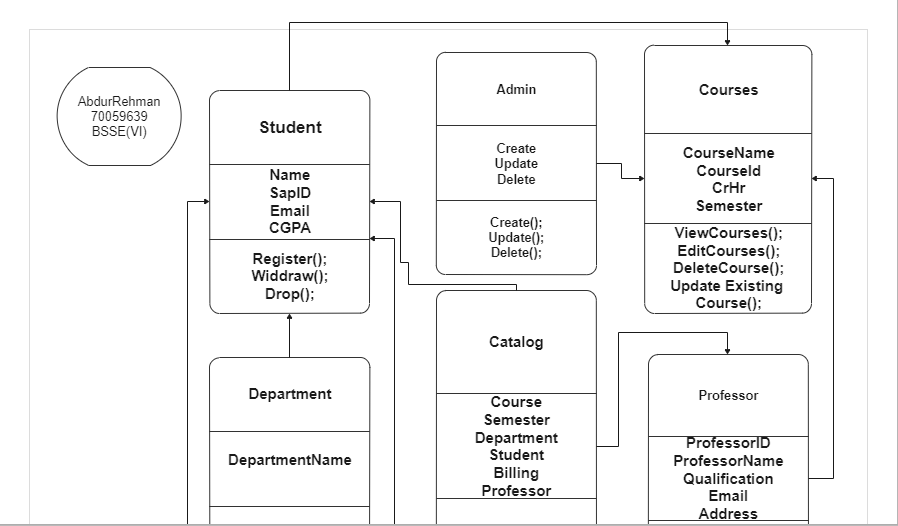 AbdurRehman
70059639
BSSE(VI)
Student
Name
SapID
Email
CGPA
Register();
Widdraw();
Drop();
Admin
Create
Update
Delete
Create();
Update();
Delete();
Courses
CourseName
CourseId
CrHr
Semester
ViewCourses();
EditCourses();
DeleteCourse();
Update Existing
Course();
Department
DepartmentName
Catalog
Course
Semester
Department
Student
Billing
Professor
Professor
ProfessorID
ProfessorName
Qualification
Email
Address